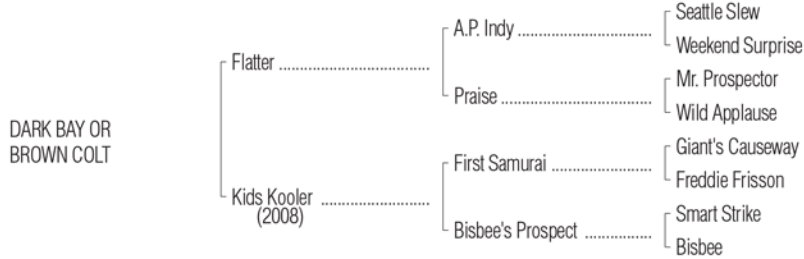 DARK BAY OR
BROWN COLT
Flatter ..............................
Kids Kooler .....................
(2008)
A.P. Indy .....................
Praise ........................
First Samurai ...................
Bisbee's Prospect .............
Seattle Slew
Weekend Surprise
Mr. Prospector
Wild Applause
Giant's Causeway
Freddie Frisson
Smart Strike
Bisbee